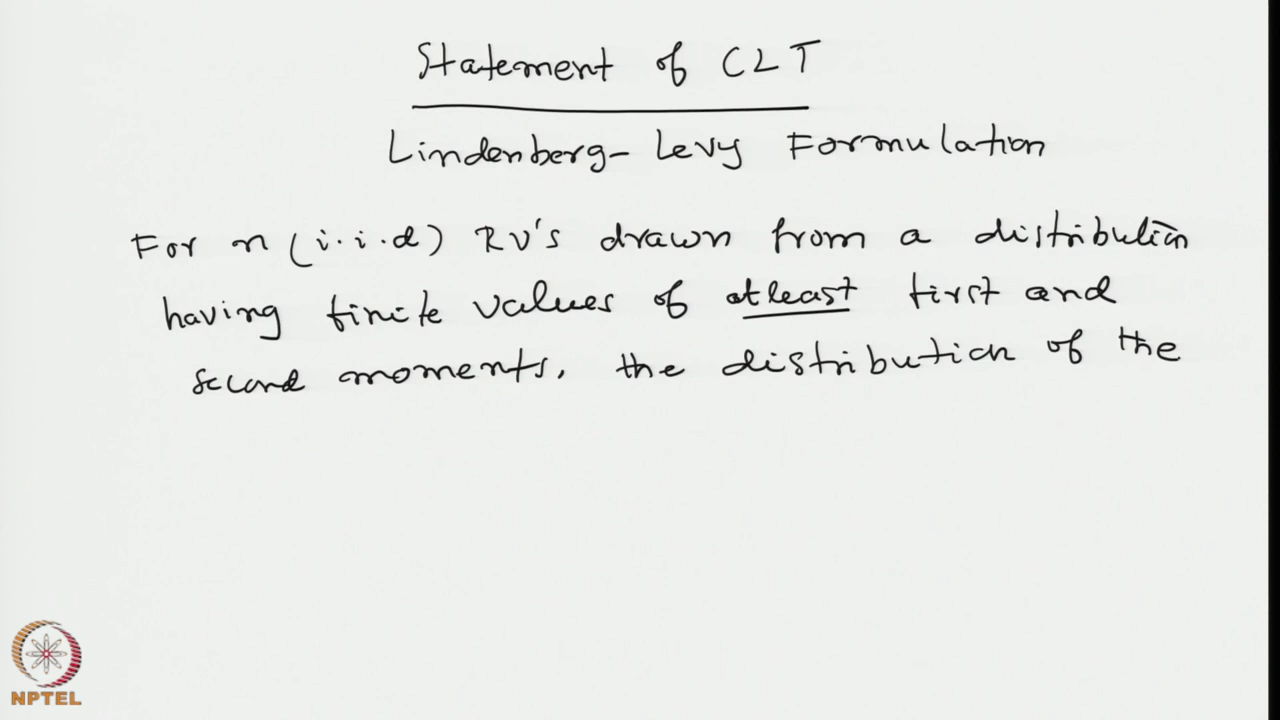 Statement of CLT
Lindenberg- Levy Formulation
For n (i.i.d) RV's drawn from a distribution
having finite values of atleast first and
second moments, the distribution of the
NPTEL